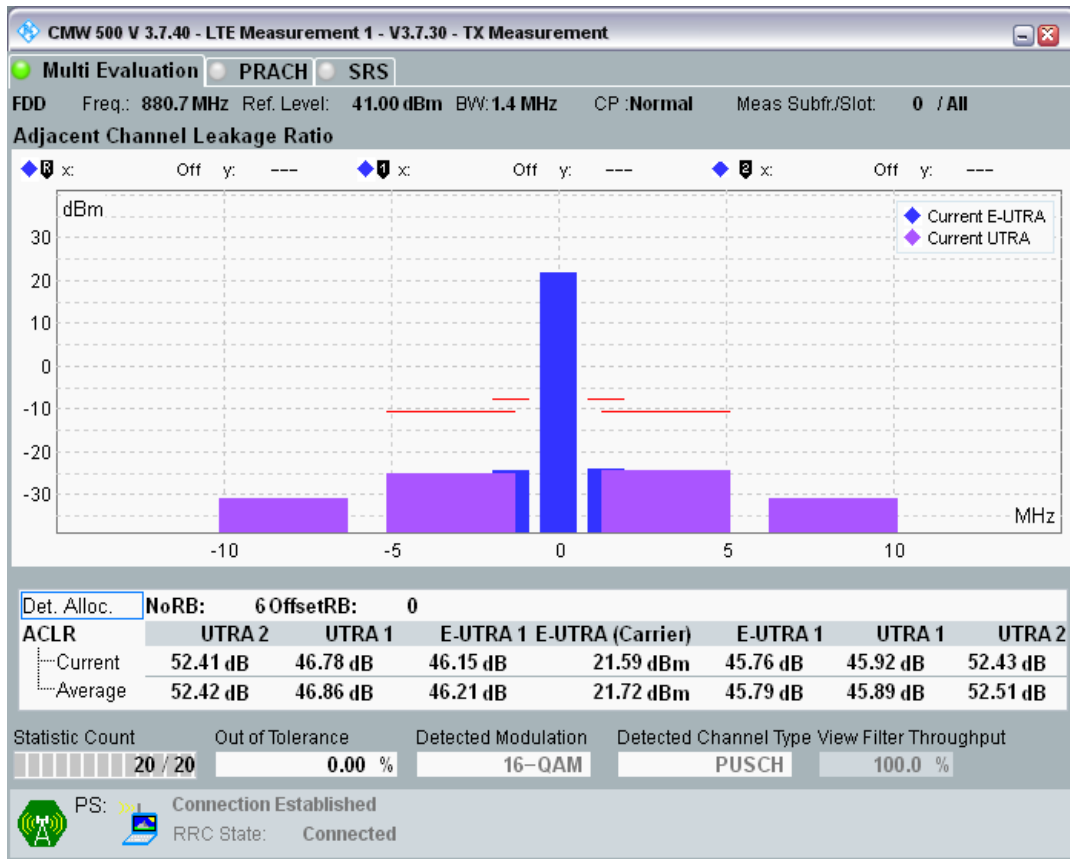 CMW 500 V 3.7.40 - LTE Measurement 1 - V3.7.30 - TX Measurement
Multi Evaluation PRACH SRS
FDD Freq.: 880.7 MHz Ref. Level: 41.00 dBm BW: 1.4 MHz CP :Normal Meas Subfr./Slot: 0 / All
Adjacent Channel Leakage Ratio
R x: Off y: --- 1 x: Off y: --- 2 x: Off y: ---
dBm
Current E-UTRA
Current UTRA
30
20
10
0
-10
-20
-30
MHz
-10 -5 0 5 10
Det. Alloc. NoRB: 6 OffsetRB: 0
ACLR UTRA 2 UTRA 1 E-UTRA 1 E-UTRA (Carrier) E-UTRA 1 UTRA 1 UTRA 2
Current 52.41 dB 46.78 dB 46.15 dB 21.59 dBm 45.76 dB 45.92 dB 52.43 dB
Average 52.42 dB 46.86 dB 46.21 dB 21.72 dBm 45.79 dB 45.89 dB 52.51 dB
Statistic Count Out of Tolerance Detected Modulation Detected Channel Type View Filter Throughput
20 / 20 0.00 % 16-QAM PUSCH 100.0 %
PS: Connection Established
RRC State: Connected